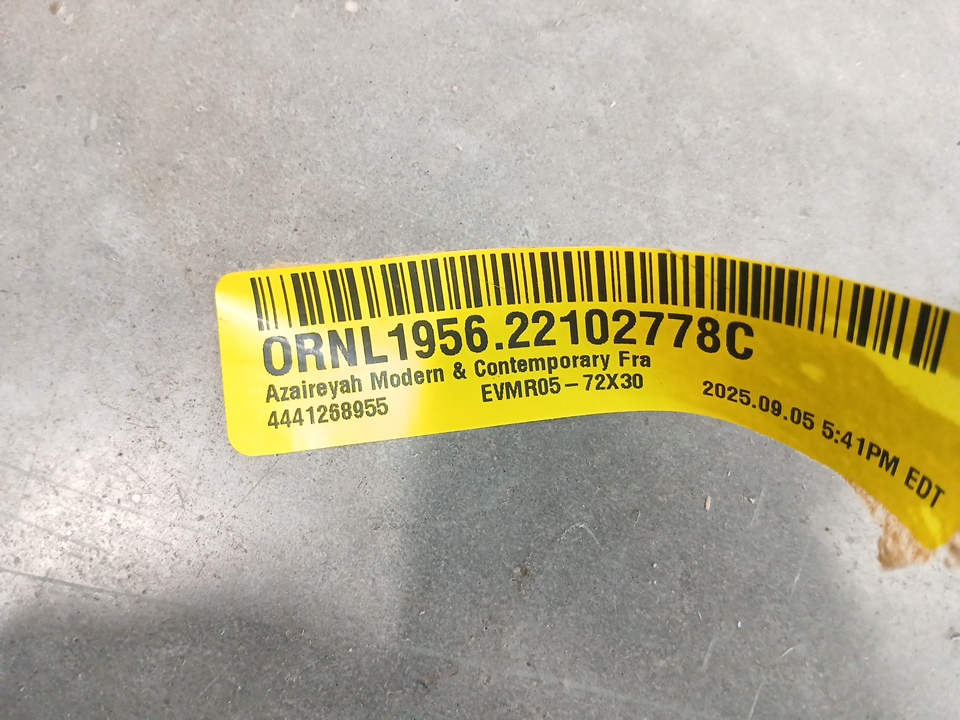 ORNL1956.22102778C
Azaireyah Modern & Contemporary Fra
4441268955 EVMR05-72X30 2025.09.05 5:41PM EDT